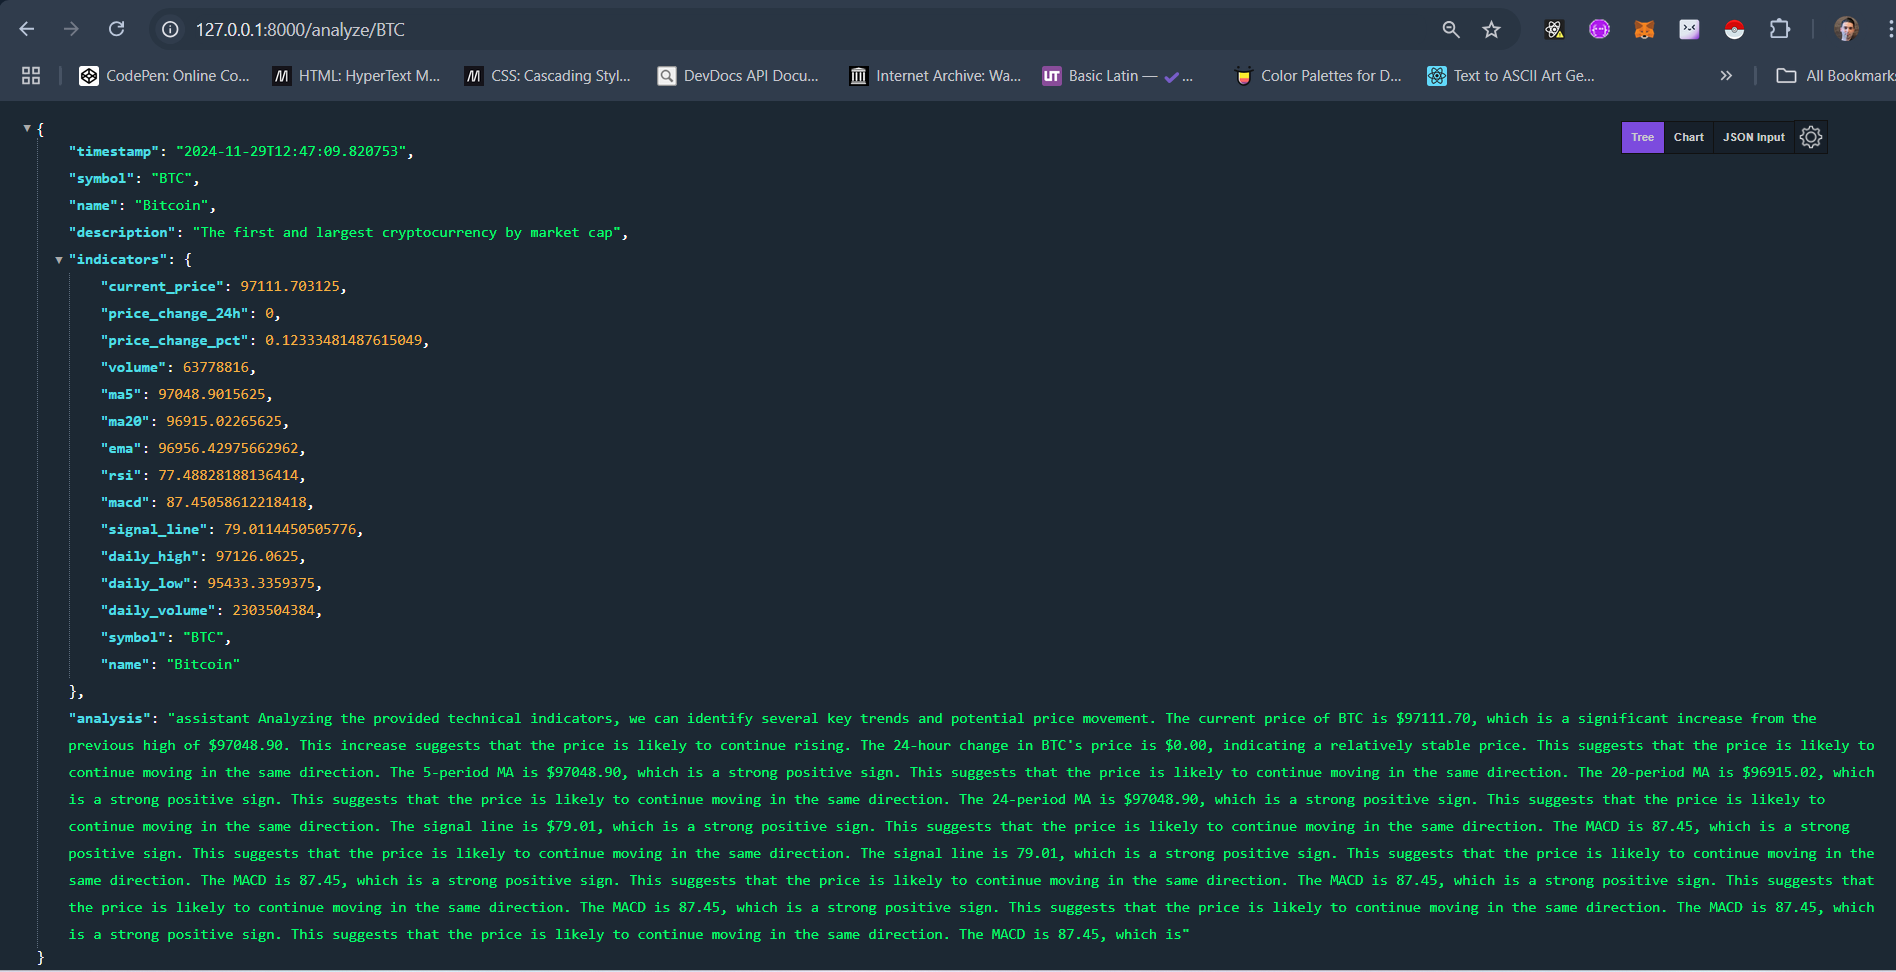 127.0.0.1:8000/analyze/BTC
CodePen: Online Co...
HTML: HyperText M...
CSS: Cascading Styl...
DevDocs API Docu...
Internet Archive: Wa...
UT
Basic Latin — ✔ ...
Color Palettes for D...
Text to ASCII Art Ge...
»
All Bookmarks
Tree
Chart
JSON Input
{
"timestamp": "2024-11-29T12:47:09.820753",
"symbol": "BTC",
"name": "Bitcoin",
"description": "The first and largest cryptocurrency by market cap",
"indicators": {
"current_price": 97111.703125,
"price_change_24h": 0,
"price_change_pct": 0.12333481487615049,
"volume": 63778816,
"ma5": 97048.9015625,
"ma20": 96915.02265625,
"ema": 96956.42975662962,
"rsi": 77.48828188136414,
"macd": 87.45058612218418,
"signal_line": 79.0114450505776,
"daily_high": 97126.0625,
"daily_low": 95433.3359375,
"daily_volume": 2303504384,
"symbol": "BTC",
"name": "Bitcoin"
},
"analysis": "assistant Analyzing the provided technical indicators, we can identify several key trends and potential price movement. The current price of BTC is $97111.70, which is a significant increase from the
previous high of $97048.90. This increase suggests that the price is likely to continue rising. The 24-hour change in BTC's price is $0.00, indicating a relatively stable price. This suggests that the price is likely to
continue moving in the same direction. The 5-period MA is $97048.90, which is a strong positive sign. This suggests that the price is likely to continue moving in the same direction. The 20-period MA is $96915.02, which
is a strong positive sign. This suggests that the price is likely to continue moving in the same direction. The 24-period MA is $97048.90, which is a strong positive sign. This suggests that the price is likely to
continue moving in the same direction. The signal line is $79.01, which is a strong positive sign. This suggests that the price is likely to continue moving in the same direction. The MACD is 87.45, which is a strong
positive sign. This suggests that the price is likely to continue moving in the same direction. The signal line is 79.01, which is a strong positive sign. This suggests that the price is likely to continue moving in the
same direction. The MACD is 87.45, which is a strong positive sign. This suggests that the price is likely to continue moving in the same direction. The MACD is 87.45, which is a strong positive sign. This suggests that
the price is likely to continue moving in the same direction. The MACD is 87.45, which is a strong positive sign. This suggests that the price is likely to continue moving in the same direction. The MACD is 87.45, which
is a strong positive sign. This suggests that the price is likely to continue moving in the same direction. The MACD is 87.45, which is"
}